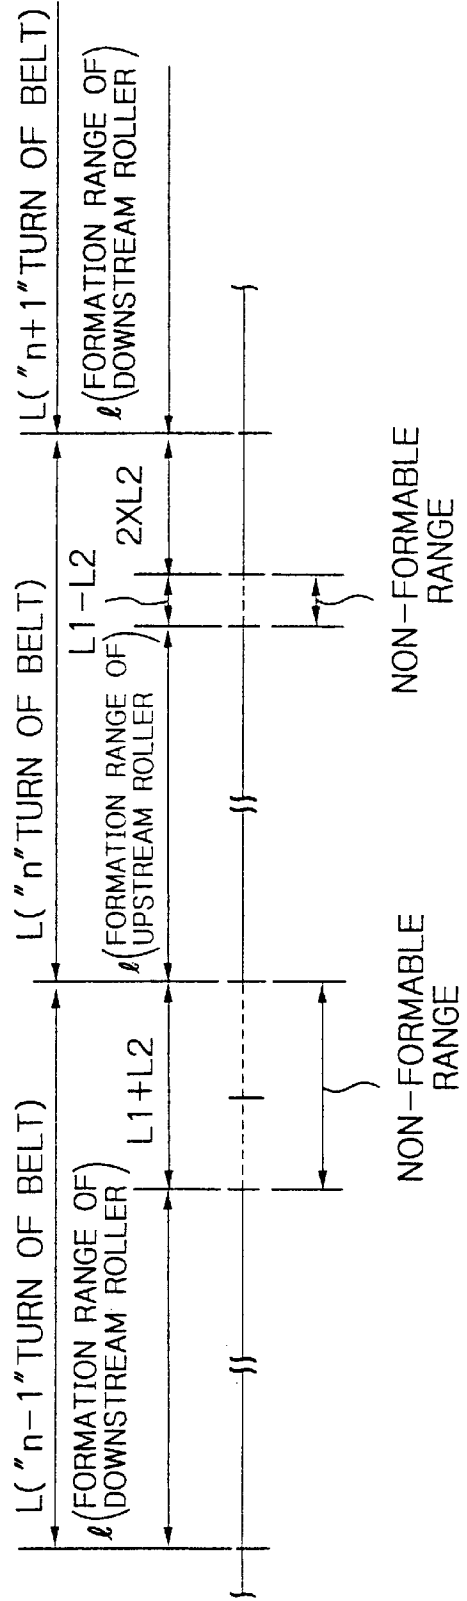 L("n−1"TURN OF BELT)
L("n"TURN OF BELT)
L("n+1"TURN OF BELT)
ℓ(FORMATION RANGE OF
DOWNSTREAM ROLLER)
L1+L2
ℓ(FORMATION RANGE OF
UPSTREAM ROLLER)
L1−L2
2XL2
ℓ(FORMATION RANGE OF
DOWNSTREAM ROLLER)
NON−FORMABLE
RANGE
NON−FORMABLE
RANGE